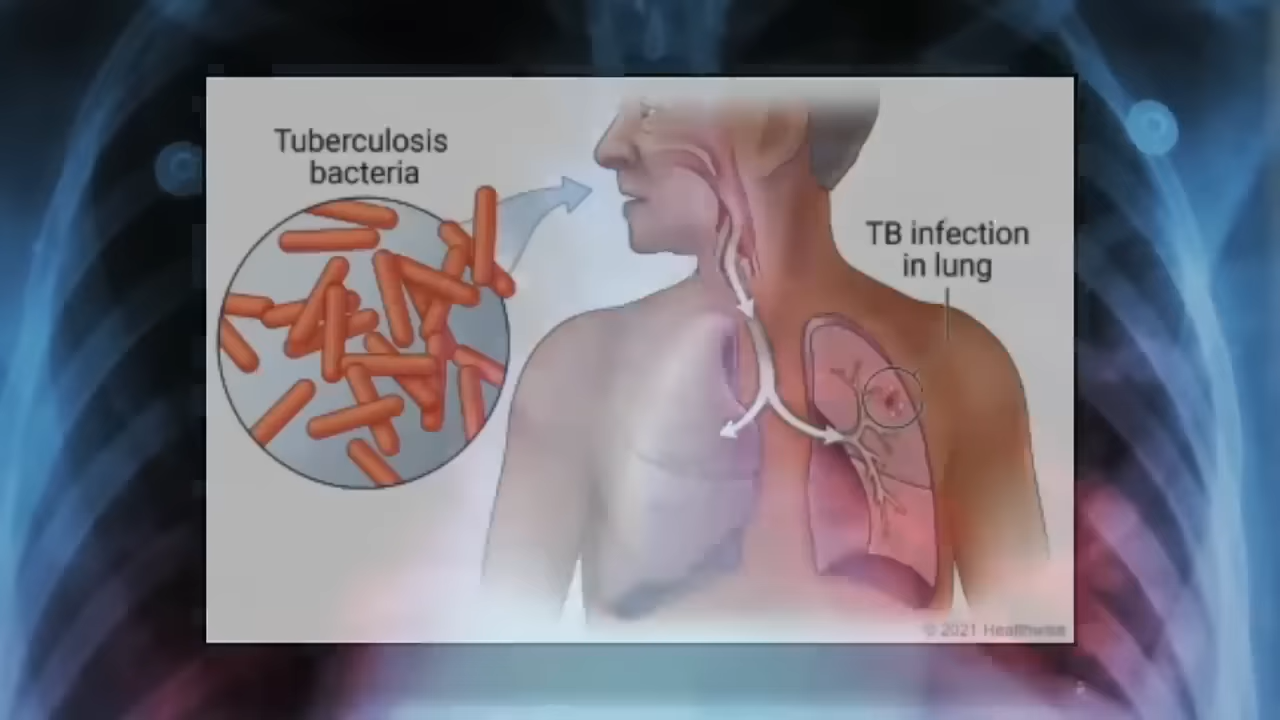 Tuberculosis
bacteria
TB infection
in lung
© 2021 Healthwise